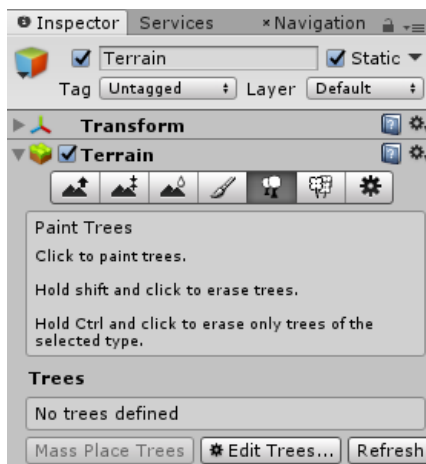 Inspector Services Navigation
Terrain Static
Tag Untagged Layer Default
Transform
Terrain
Paint Trees
Click to paint trees.
Hold shift and click to erase trees.
Hold Ctrl and click to erase only trees of the
selected type.
Trees
No trees defined
Mass Place Trees Edit Trees... Refresh